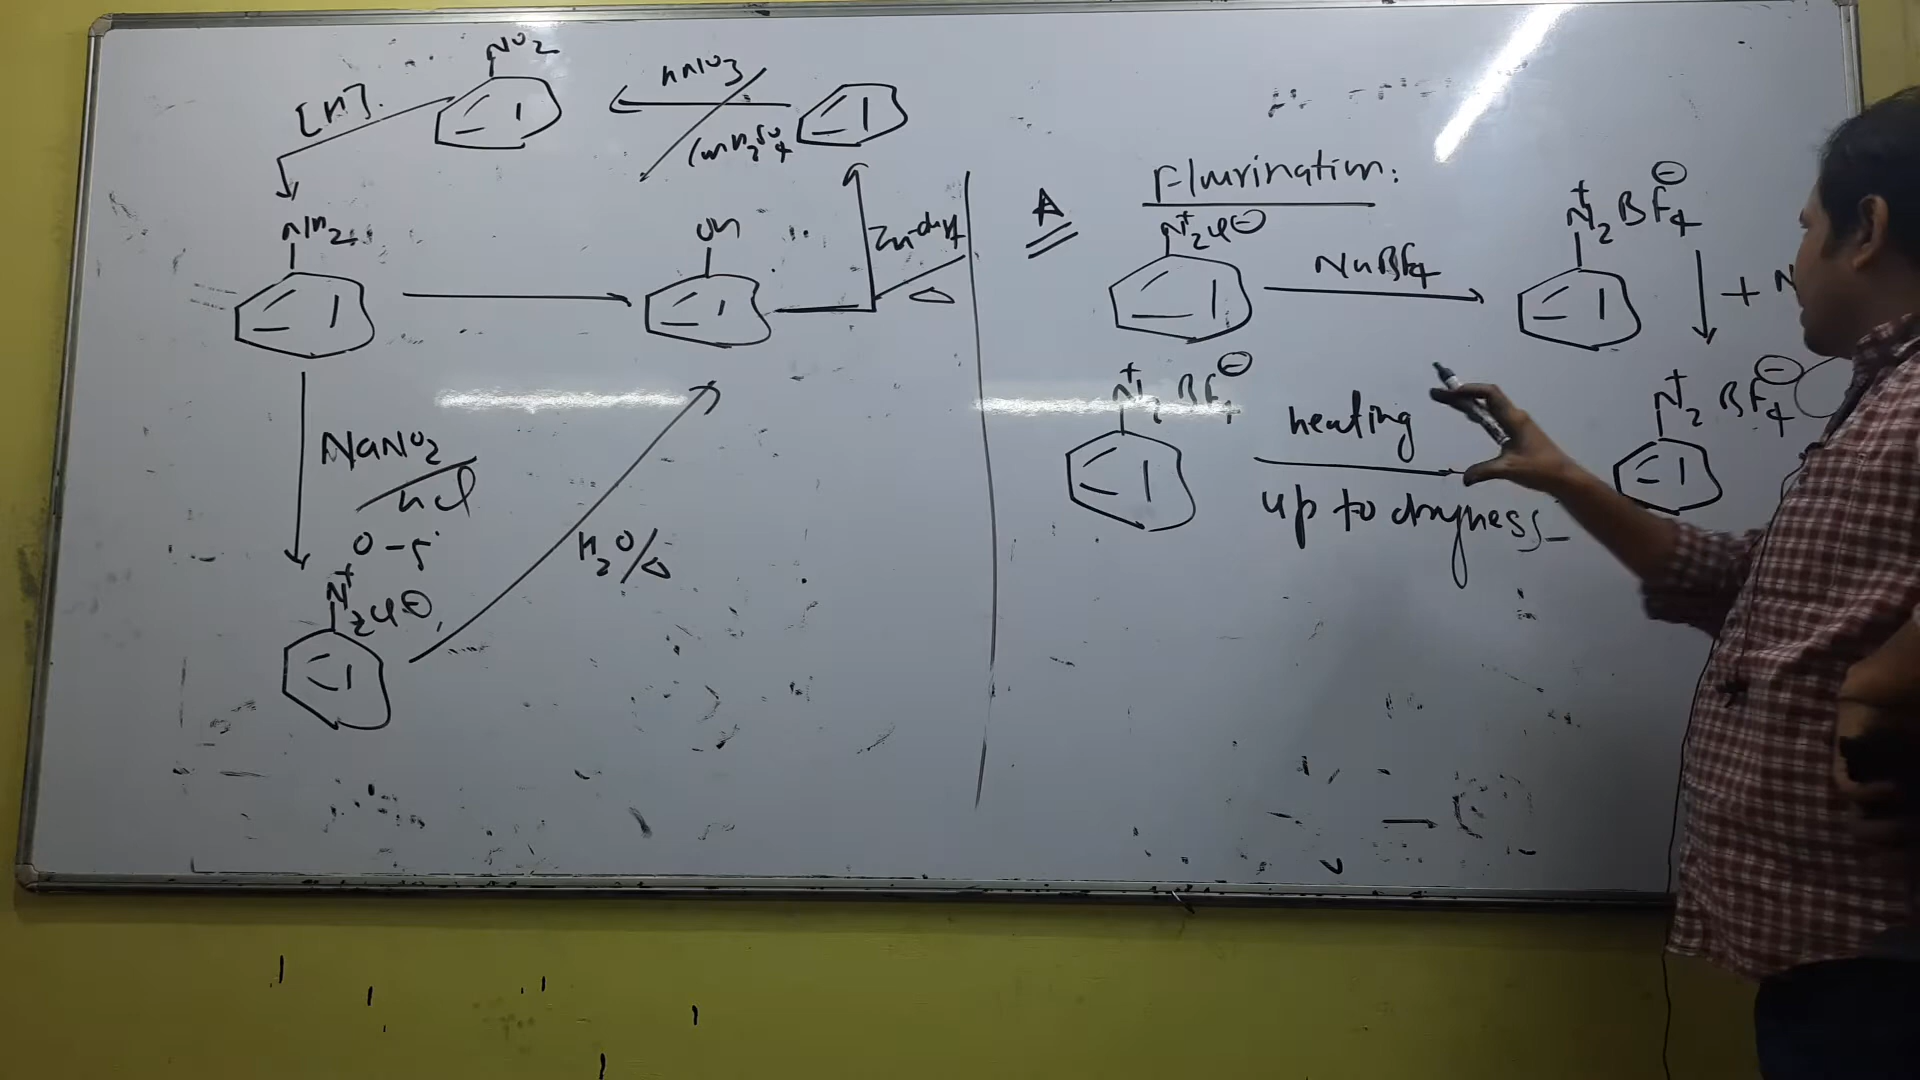 NO2
[H].
HNO3
Con H2SO4
NH2
OH
Zn-dust
Δ
NaNO2
HCl
0-5°
N2+Cl⊖
H2O/Δ
A
Flurination:
N2+Cl⊖
NaBF4
N2+ BF4⊖
+ N
N2+ BF4⊖
heating
up to dryness
N2+ BF4⊖